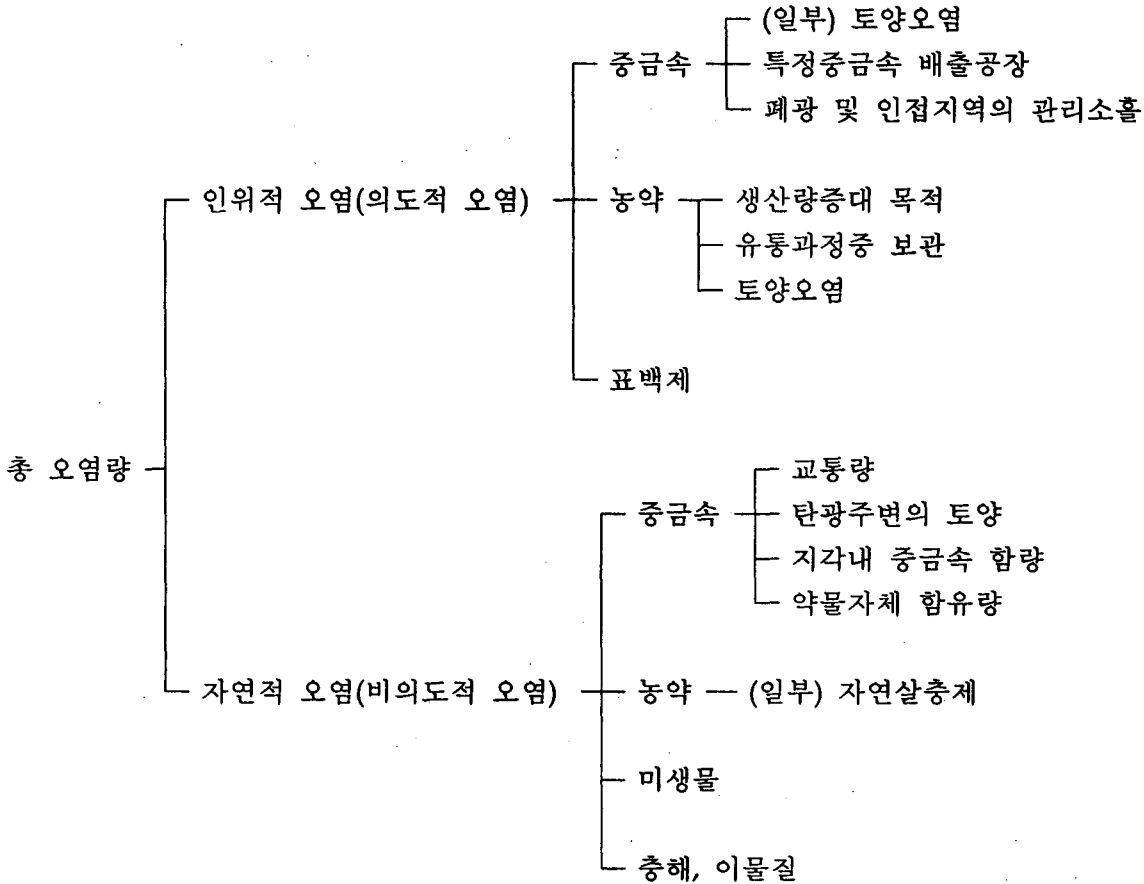 (일부) 토양오염
중금속
특정중금속 배출공장
폐광 및 인접지역의 관리소홀
인위적 오염(의도적 오염)
농약
생산량증대 목적
유통과정중 보관
토양오염
표백제
총 오염량
교통량
중금속
탄광주변의 토양
지각내 중금속 함량
약물자체 함유량
자연적 오염(비의도적 오염)
농약
(일부) 자연살충제
미생물
충해, 이물질